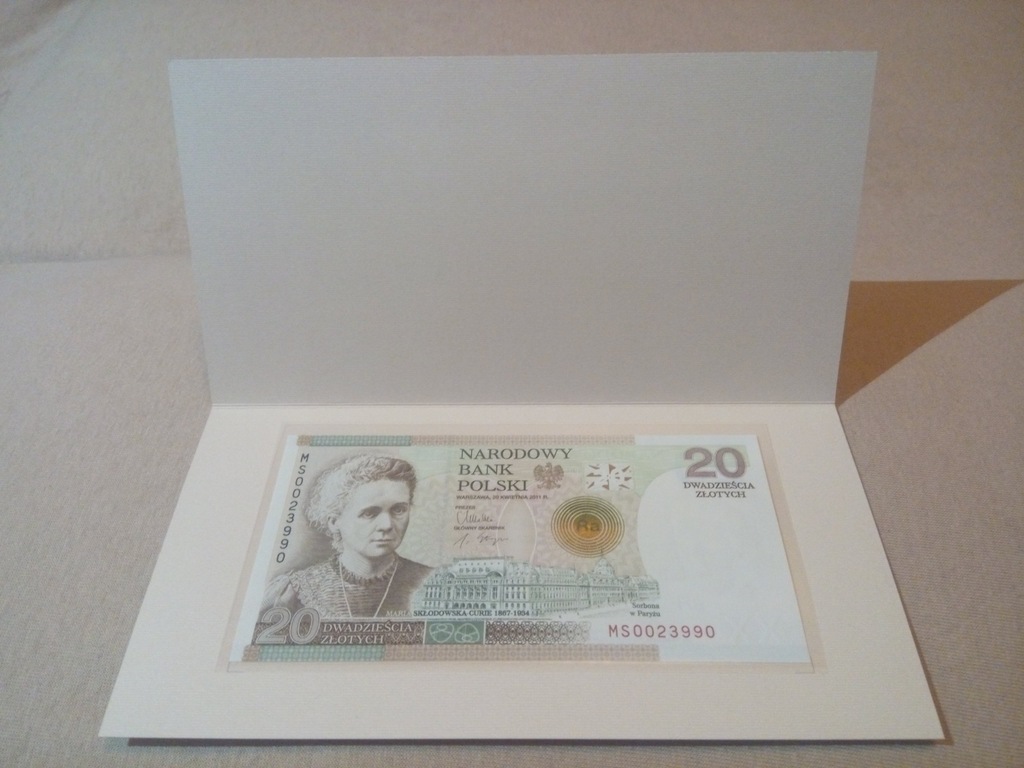 MS0023990
NARODOWY
BANK
POLSKI
WARSZAWA, 20 KWIETNIA 2011 R.
PREZES
GŁÓWNY SKARBNIK
Ra
20
DWADZIEŚCIA
ZŁOTYCH
Sorbona
w Paryżu
MARIA SKŁODOWSKA-CURIE 1867-1934
20 DWADZIEŚCIA
ZŁOTYCH
MS0023990